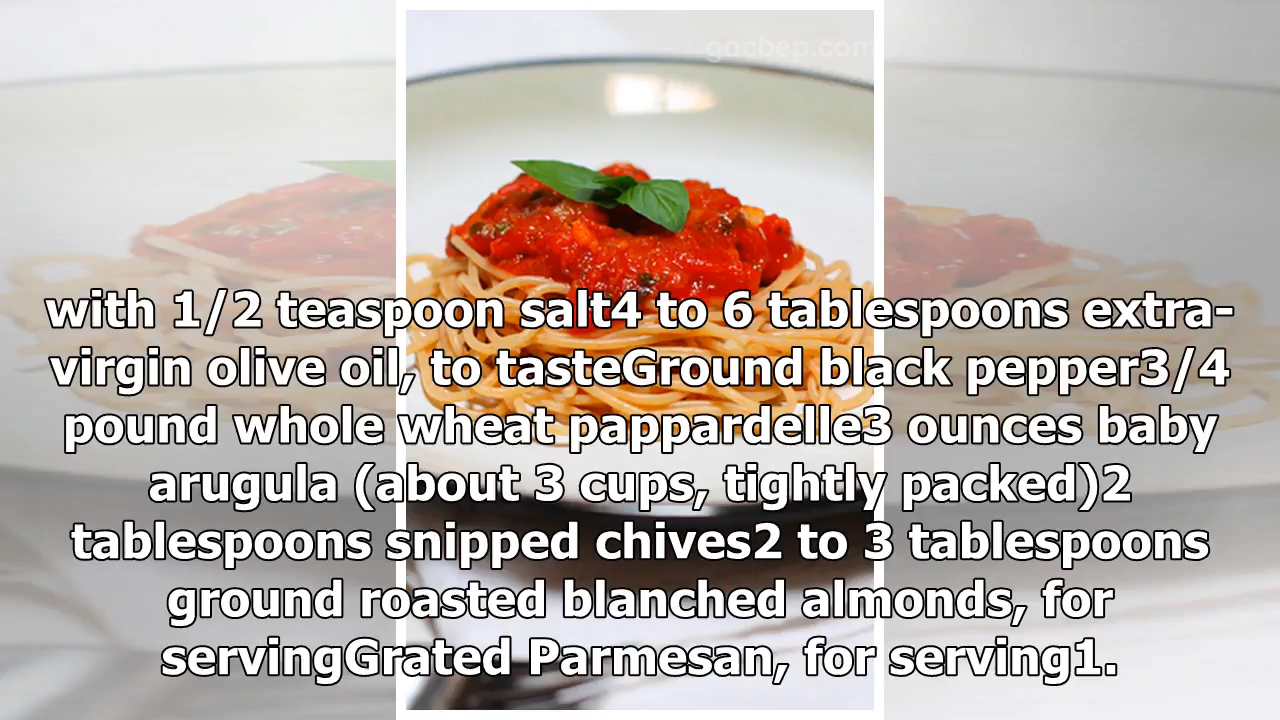 gocbep.com
with 1/2 teaspoon salt4 to 6 tablespoons extra-
virgin olive oil, to tasteGround black pepper3/4
pound whole wheat pappardelle3 ounces baby
arugula (about 3 cups, tightly packed)2
tablespoons snipped chives2 to 3 tablespoons
ground roasted blanched almonds, for
servingGrated Parmesan, for serving1.